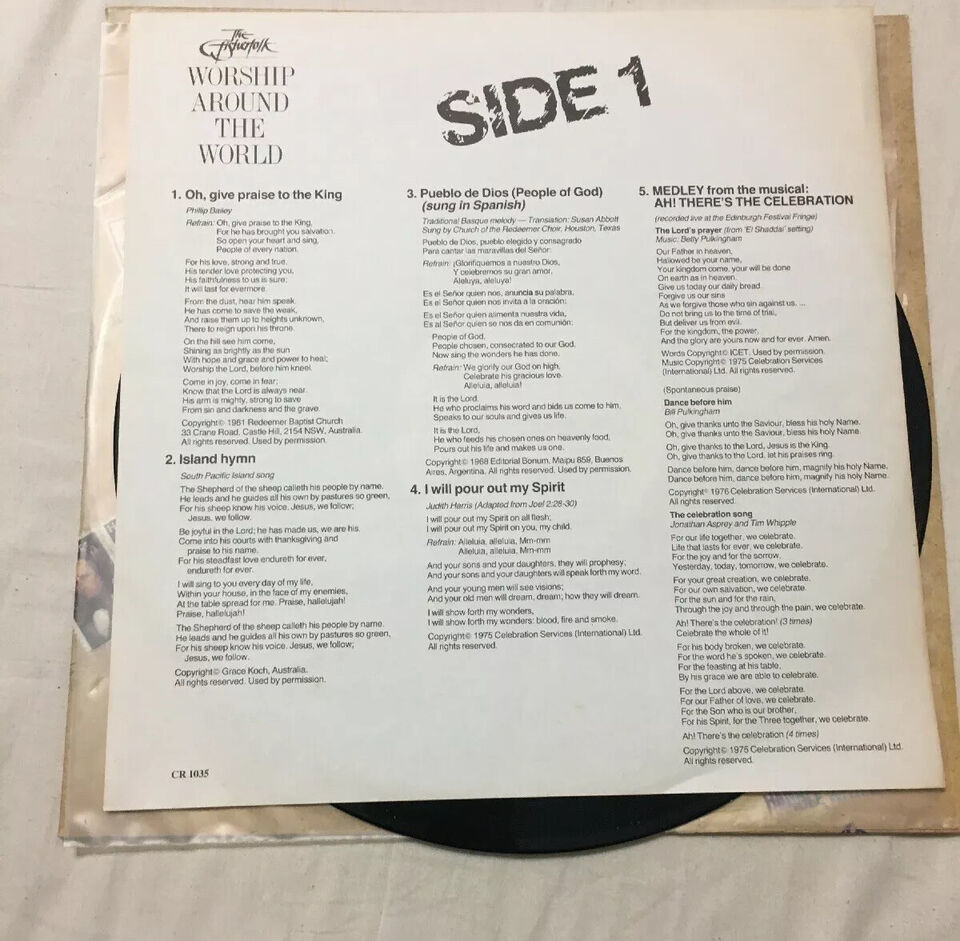 The Fisherfolk
WORSHIP
AROUND
THE
WORLD
SIDE 1
1. Oh, give praise to the King
Phillip Bailey
Refrain: Oh, give praise to the King,
For he has brought you salvation.
So open your heart and sing,
People of every nation.
For his love, strong and true,
His tender love protecting you,
His faithfulness to us is sure;
It will last for evermore.
From the dust, hear him speak,
He has come to save the weak,
And raise them up to heights unknown,
There to reign upon his throne.
On the hill see him come,
Shining as brightly as the sun
With hope and grace and power to heal;
Worship the Lord, before him kneel.
Come in joy, come in fear;
Know that the Lord is always near.
His arm is mighty, strong to save
From sin and darkness and the grave.
Copyright © 1981 Redeemer Baptist Church
33 Crane Road, Castle Hill, 2154 NSW, Australia.
All rights reserved. Used by permission.
2. Island hymn
South Pacific Island song
The Shepherd of the sheep calleth his people by name.
He leads and he guides all his own by pastures so green,
For his sheep know his voice. Jesus, we follow;
Jesus, we follow.
Be joyful in the Lord; he has made us, we are his.
Come into his courts with thanksgiving and
praise to his name.
For his steadfast love endureth for ever,
endureth for ever.
I will sing to you every day of my life,
Within your house, in the face of my enemies,
At the table spread for me. Praise, hallelujah!
Praise, hallelujah!
The Shepherd of the sheep calleth his people by name.
He leads and he guides all his own by pastures so green,
For his sheep know his voice. Jesus, we follow;
Jesus, we follow.
Copyright © Grace Koch, Australia.
All rights reserved. Used by permission.
CR 1035
3. Pueblo de Dios (People of God)
(sung in Spanish)
Traditional Basque melody — Translation: Susan Abbott
Sung by Church of the Redeemer Choir, Houston, Texas
Pueblo de Dios, pueblo elegido y consagrado
Para cantar las maravillas del Señor:
Refrain: ¡Glorifiquemos a nuestro Dios,
Y celebremos su gran amor,
Aleluya, aleluya!
Es el Señor quien nos, anuncia su palabra,
Es el Señor quien nos invita a la oración;
Es el Señor quien alimenta nuestra vida,
Es al Señor quien se nos da en comunión:
People of God,
People chosen, consecrated to our God,
Now sing the wonders he has done.
Refrain: We glorify our God on high,
Celebrate his gracious love.
Alleluia, alleluia!
It is the Lord
He who proclaims his word and bids us come to him,
Speaks to our souls and gives us life.
It is the Lord,
He who feeds his chosen ones on heavenly food,
Pours out his life and makes us one.
Copyright © 1968 Editorial Bonum, Maipu 859, Buenos
Aires, Argentina. All rights reserved. Used by permission.
4. I will pour out my Spirit
Judith Harris (Adapted from Joel 2:28-30)
I will pour out my Spirit on all flesh;
I will pour out my Spirit on you, my child.
Refrain: Alleluia, alleluia, Mm-mm
Alleluia, alleluia, Mm-mm
And your sons and your daughters, they will prophesy;
And your sons and your daughters will speak forth my word.
And your young men will see visions;
And your old men will dream, dream; how they will dream.
I will show forth my wonders,
I will show forth my wonders: blood, fire and smoke.
Copyright © 1975 Celebration Services (International) Ltd.
All rights reserved.
5. MEDLEY from the musical:
AH! THERE'S THE CELEBRATION
(recorded live at the Edinburgh Festival Fringe)
The Lord's prayer (from 'El Shaddai' setting)
Music: Betty Pulkingham
Our Father in heaven,
Hallowed be your name,
Your kingdom come, your will be done
On earth as in heaven.
Give us today our daily bread.
Forgive us our sins
As we forgive those who sin against us. ...
Do not bring us to the time of trial,
But deliver us from evil.
For the kingdom, the power,
And the glory are yours now and for ever. Amen.
Words Copyright © ICET. Used by permission.
Music Copyright © 1975 Celebration Services
(International) Ltd. All rights reserved.
(Spontaneous praise)
Dance before him
Bill Pulkingham
Oh, give thanks unto the Saviour, bless his holy Name.
Oh, give thanks unto the Saviour, bless his holy Name.
Oh, give thanks to the Lord, Jesus is the King.
Oh, give thanks to the Lord, let his praises ring.
Dance before him, dance before him, magnify his holy Name.
Dance before him, dance before him, magnify his holy Name.
Copyright © 1976 Celebration Services (International) Ltd.
All rights reserved.
The celebration song
Jonathan Asprey and Tim Whipple
For our life together, we celebrate.
Life that lasts for ever, we celebrate.
For the joy and for the sorrow,
Yesterday, today, tomorrow, we celebrate.
For your great creation, we celebrate.
For our own salvation, we celebrate.
For the sun and for the rain,
Through the joy and through the pain, we celebrate.
Ah! There's the celebration! (3 times)
Celebrate the whole of it!
For his body broken, we celebrate.
For the word he's spoken, we celebrate.
For the feasting at his table,
By his grace we are able to celebrate.
For the Lord above, we celebrate.
For our Father of love, we celebrate.
For the Son who is our brother,
For his Spirit, for the Three together, we celebrate.
Ah! There's the celebration (4 times)
Copyright © 1975 Celebration Services (International) Ltd.
All rights reserved.